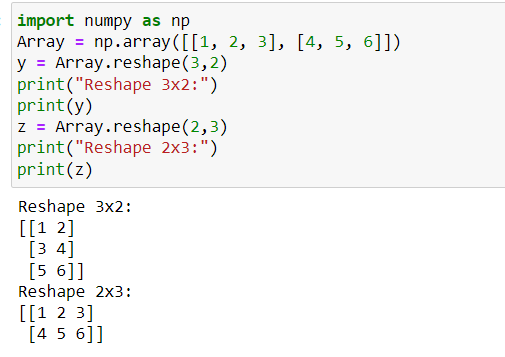 import numpy as np
Array = np.array([[1, 2, 3], [4, 5, 6]])
y = Array.reshape(3,2)
print("Reshape 3x2:")
print(y)
z = Array.reshape(2,3)
print("Reshape 2x3:")
print(z)
Reshape 3x2:
[[1 2]
 [3 4]
 [5 6]]
Reshape 2x3:
[[1 2 3]
 [4 5 6]]